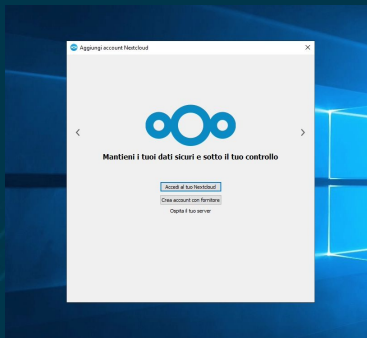 Aggiungi account Nextcloud
Mantieni i tuoi dati sicuri e sotto il tuo controllo
Accedi al tuo Nextcloud
Crea account con fornitore
Ospita il tuo server